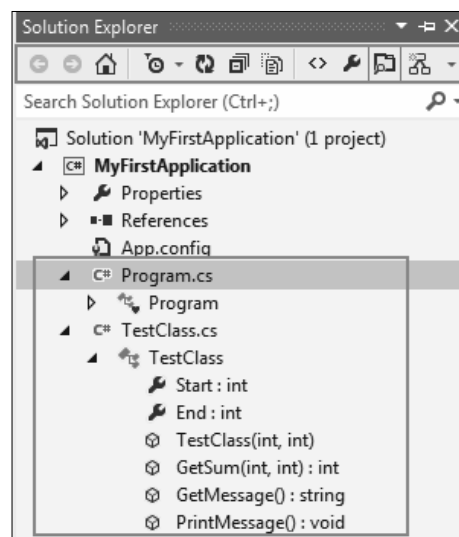 Solution Explorer
Search Solution Explorer (Ctrl+;)
Solution 'MyFirstApplication' (1 project)
C# MyFirstApplication
Properties
References
App.config
C# Program.cs
Program
C# TestClass.cs
TestClass
Start : int
End : int
TestClass(int, int)
GetSum(int, int) : int
GetMessage() : string
PrintMessage() : void